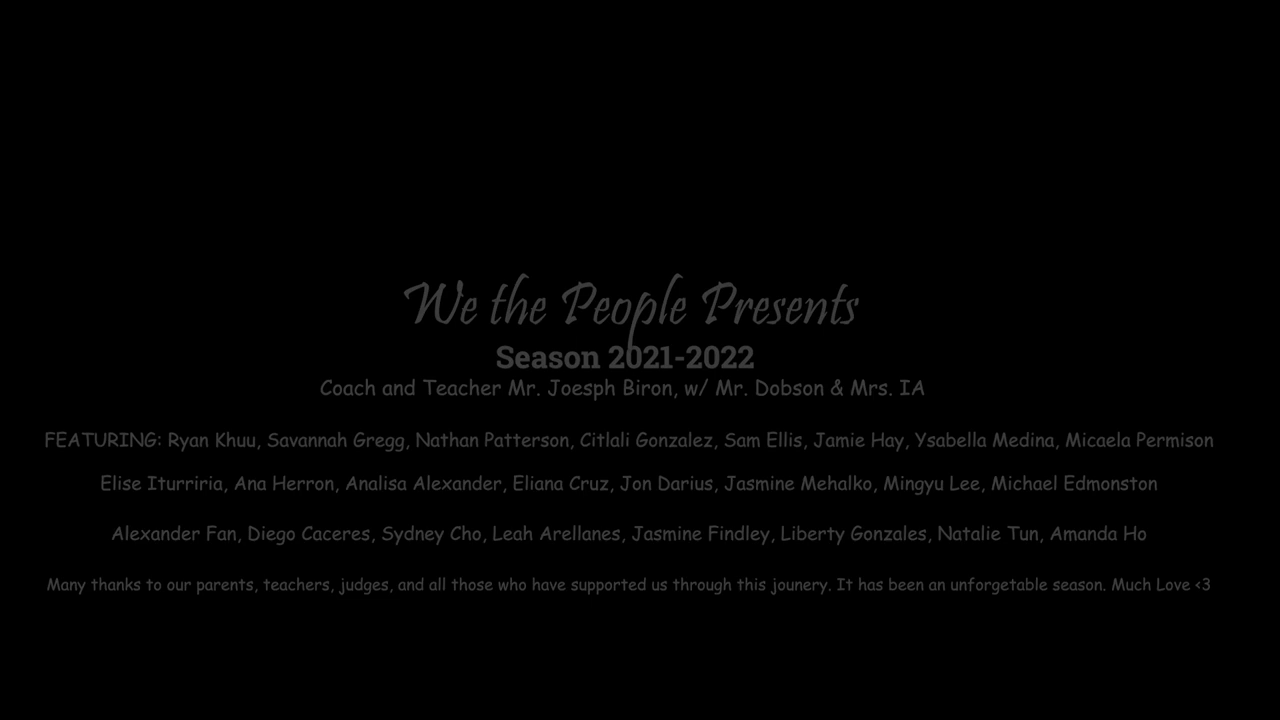 We the People Presents
Season 2021-2022
Coach and Teacher Mr. Joesph Biron, w/ Mr. Dobson & Mrs. IA
FEATURING: Ryan Khuu, Savannah Gregg, Nathan Patterson, Citlali Gonzalez, Sam Ellis, Jamie Hay, Ysabella Medina, Micaela Permison
Elise Iturriria, Ana Herron, Analisa Alexander, Eliana Cruz, Jon Darius, Jasmine Mehalko, Mingyu Lee, Michael Edmonston
Alexander Fan, Diego Caceres, Sydney Cho, Leah Arellanes, Jasmine Findley, Liberty Gonzales, Natalie Tun, Amanda Ho
Many thanks to our parents, teachers, judges, and all those who have supported us through this jounery. It has been an unforgetable season. Much Love <3